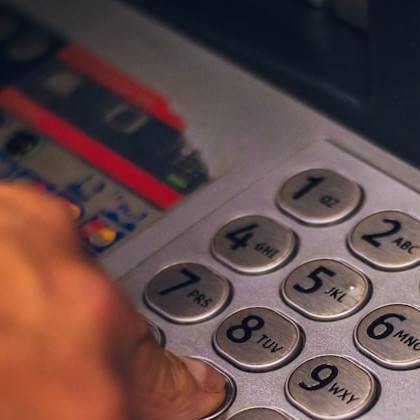 1 QZ 2 ABC
4 GHI 5 JKL 6 MNO
7 PRS 8 TUV 9 WXY